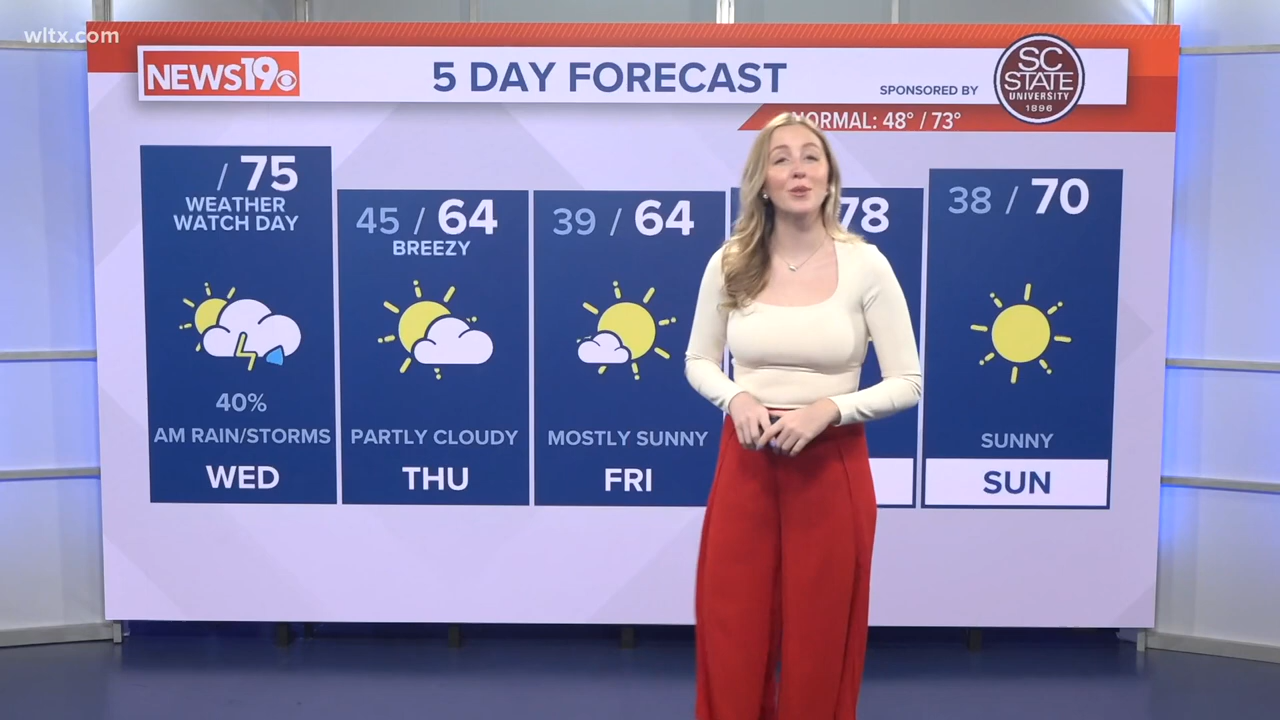 wltx.com
NEWS19
5 DAY FORECAST
SPONSORED BY
SC
STATE
UNIVERSITY
1896
NORMAL: 48° / 73°
/ 75
WEATHER
WATCH DAY
40%
AM RAIN/STORMS
WED
45 / 64
BREEZY
PARTLY CLOUDY
THU
39 / 64
MOSTLY SUNNY
FRI
78
38 / 70
SUNNY
SUN